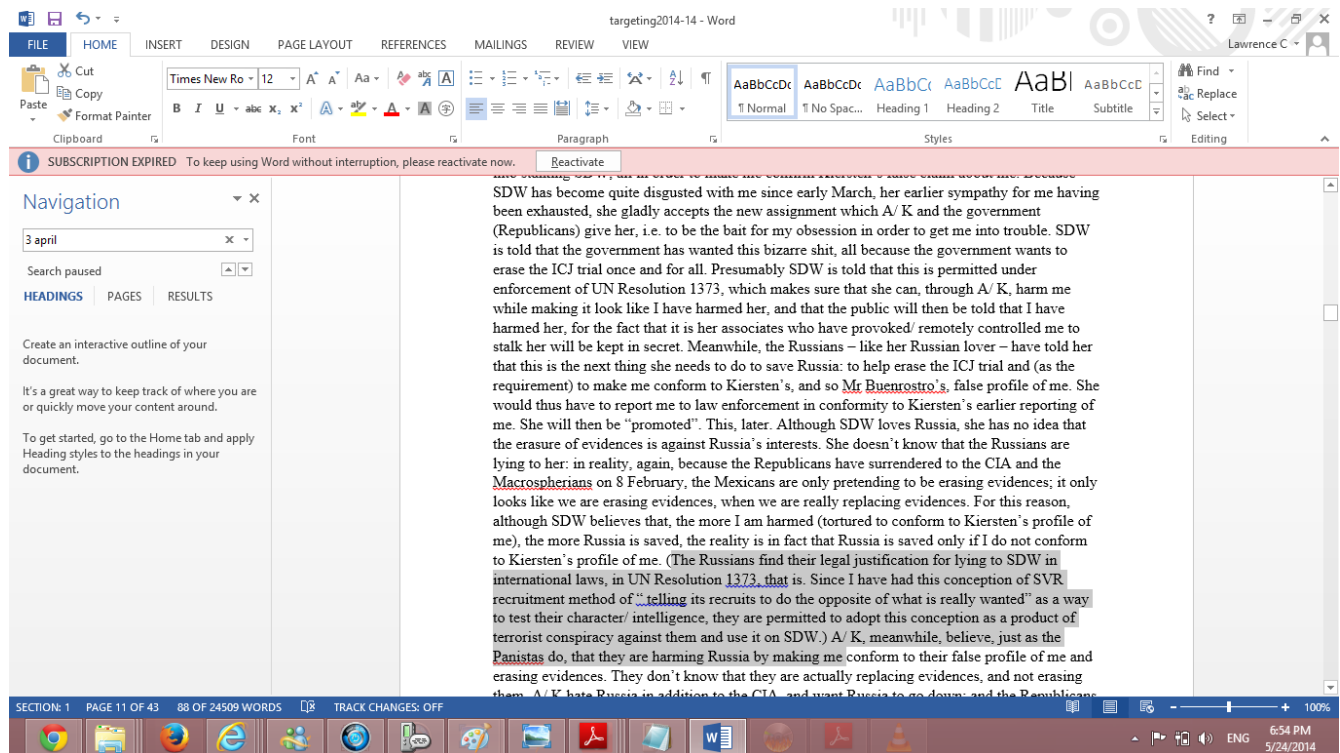 targeting2014-14 - Word
FILE HOME INSERT DESIGN PAGE LAYOUT REFERENCES MAILINGS REVIEW VIEW Lawrence C
Paste Cut Copy Format Painter
Times New Ro 12
B I U abc X₂ X²
AaBbCcDc AaBbCcDc AaBbC( AaBbCcD AaB AaBbCcC
¶ Normal ¶ No Spac... Heading 1 Heading 2 Title Subtitle
Find Replace Select
Clipboard Font Paragraph Styles Editing
SUBSCRIPTION EXPIRED To keep using Word without interruption, please reactivate now. Reactivate
Navigation
3 april
Search paused
HEADINGS PAGES RESULTS
Create an interactive outline of your
document.
It's a great way to keep track of where you are
or quickly move your content around.
To get started, go to the Home tab and apply
Heading styles to the headings in your
document.
SDW has become quite disgusted with me since early March, her earlier sympathy for me having
been exhausted, she gladly accepts the new assignment which A/ K and the government
(Republicans) give her, i.e. to be the bait for my obsession in order to get me into trouble. SDW
is told that the government has wanted this bizarre shit, all because the government wants to
erase the ICJ trial once and for all. Presumably SDW is told that this is permitted under
enforcement of UN Resolution 1373, which makes sure that she can, through A/ K, harm me
while making it look like I have harmed her, and that the public will then be told that I have
harmed her, for the fact that it is her associates who have provoked/ remotely controlled me to
stalk her will be kept in secret. Meanwhile, the Russians – like her Russian lover – have told her
that this is the next thing she needs to do to save Russia: to help erase the ICJ trial and (as the
requirement) to make me conform to Kiersten's, and so Mr Buenrostro's, false profile of me. She
would thus have to report me to law enforcement in conformity to Kiersten's earlier reporting of
me. She will then be "promoted". This, later. Although SDW loves Russia, she has no idea that
the erasure of evidences is against Russia's interests. She doesn't know that the Russians are
lying to her: in reality, again, because the Republicans have surrendered to the CIA and the
Macrospherians on 8 February, the Mexicans are only pretending to be erasing evidences; it only
looks like we are erasing evidences, when we are really replacing evidences. For this reason,
although SDW believes that, the more I am harmed (tortured to conform to Kiersten's profile of
me), the more Russia is saved, the reality is in fact that Russia is saved only if I do not conform
to Kiersten's profile of me. (The Russians find their legal justification for lying to SDW in
international laws, in UN Resolution 1373, that is. Since I have had this conception of SVR
recruitment method of " telling its recruits to do the opposite of what is really wanted" as a way
to test their character/ intelligence, they are permitted to adopt this conception as a product of
terrorist conspiracy against them and use it on SDW.) A/ K, meanwhile, believe, just as the
Panistas do, that they are harming Russia by making me conform to their false profile of me and
erasing evidences. They don't know that they are actually replacing evidences, and not erasing
them. A/ K hate Russia in addition to the CIA, and want Russia to go down; and the Republicans
SECTION: 1 PAGE 11 OF 43 88 OF 24509 WORDS TRACK CHANGES: OFF 100%
ENG 6:54 PM
5/24/2014